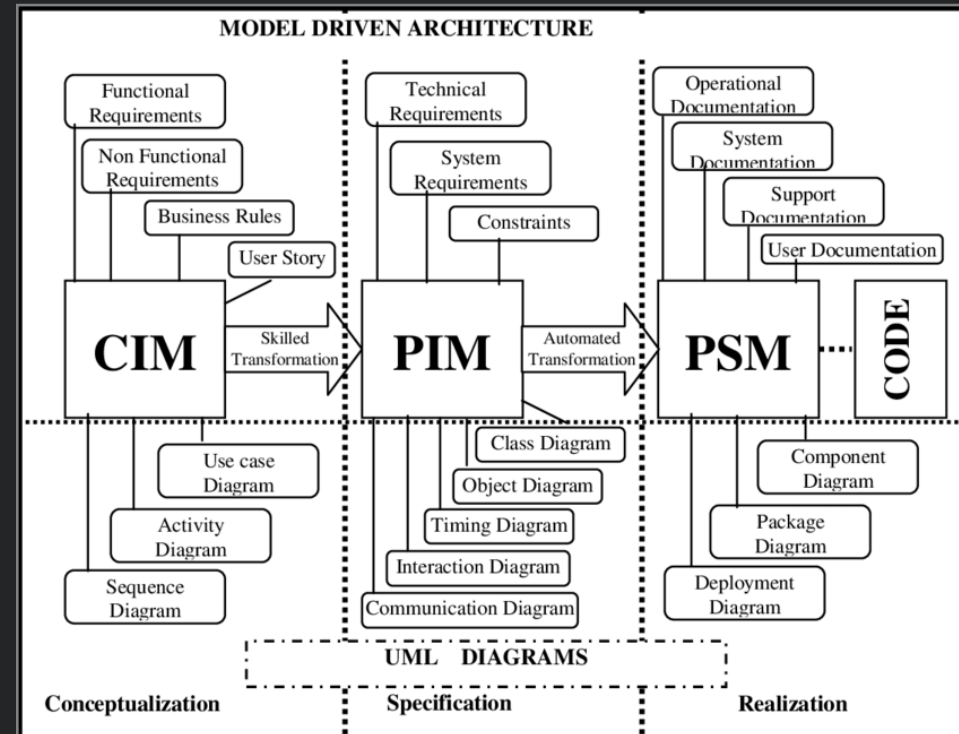 MODEL DRIVEN ARCHITECTURE
Functional
Requirements
Non Functional
Requirements
Business Rules
User Story
CIM
Skilled
Transformation
Use case
Diagram
Activity
Diagram
Sequence
Diagram
Technical
Requirements
System
Requirements
Constraints
PIM
Automated
Transformation
Class Diagram
Object Diagram
Timing Diagram
Interaction Diagram
Communication Diagram
Operational
Documentation
System
Documentation
Support
Documentation
User Documentation
PSM
CODE
Component
Diagram
Package
Diagram
Deployment
Diagram
UML DIAGRAMS
Conceptualization
Specification
Realization